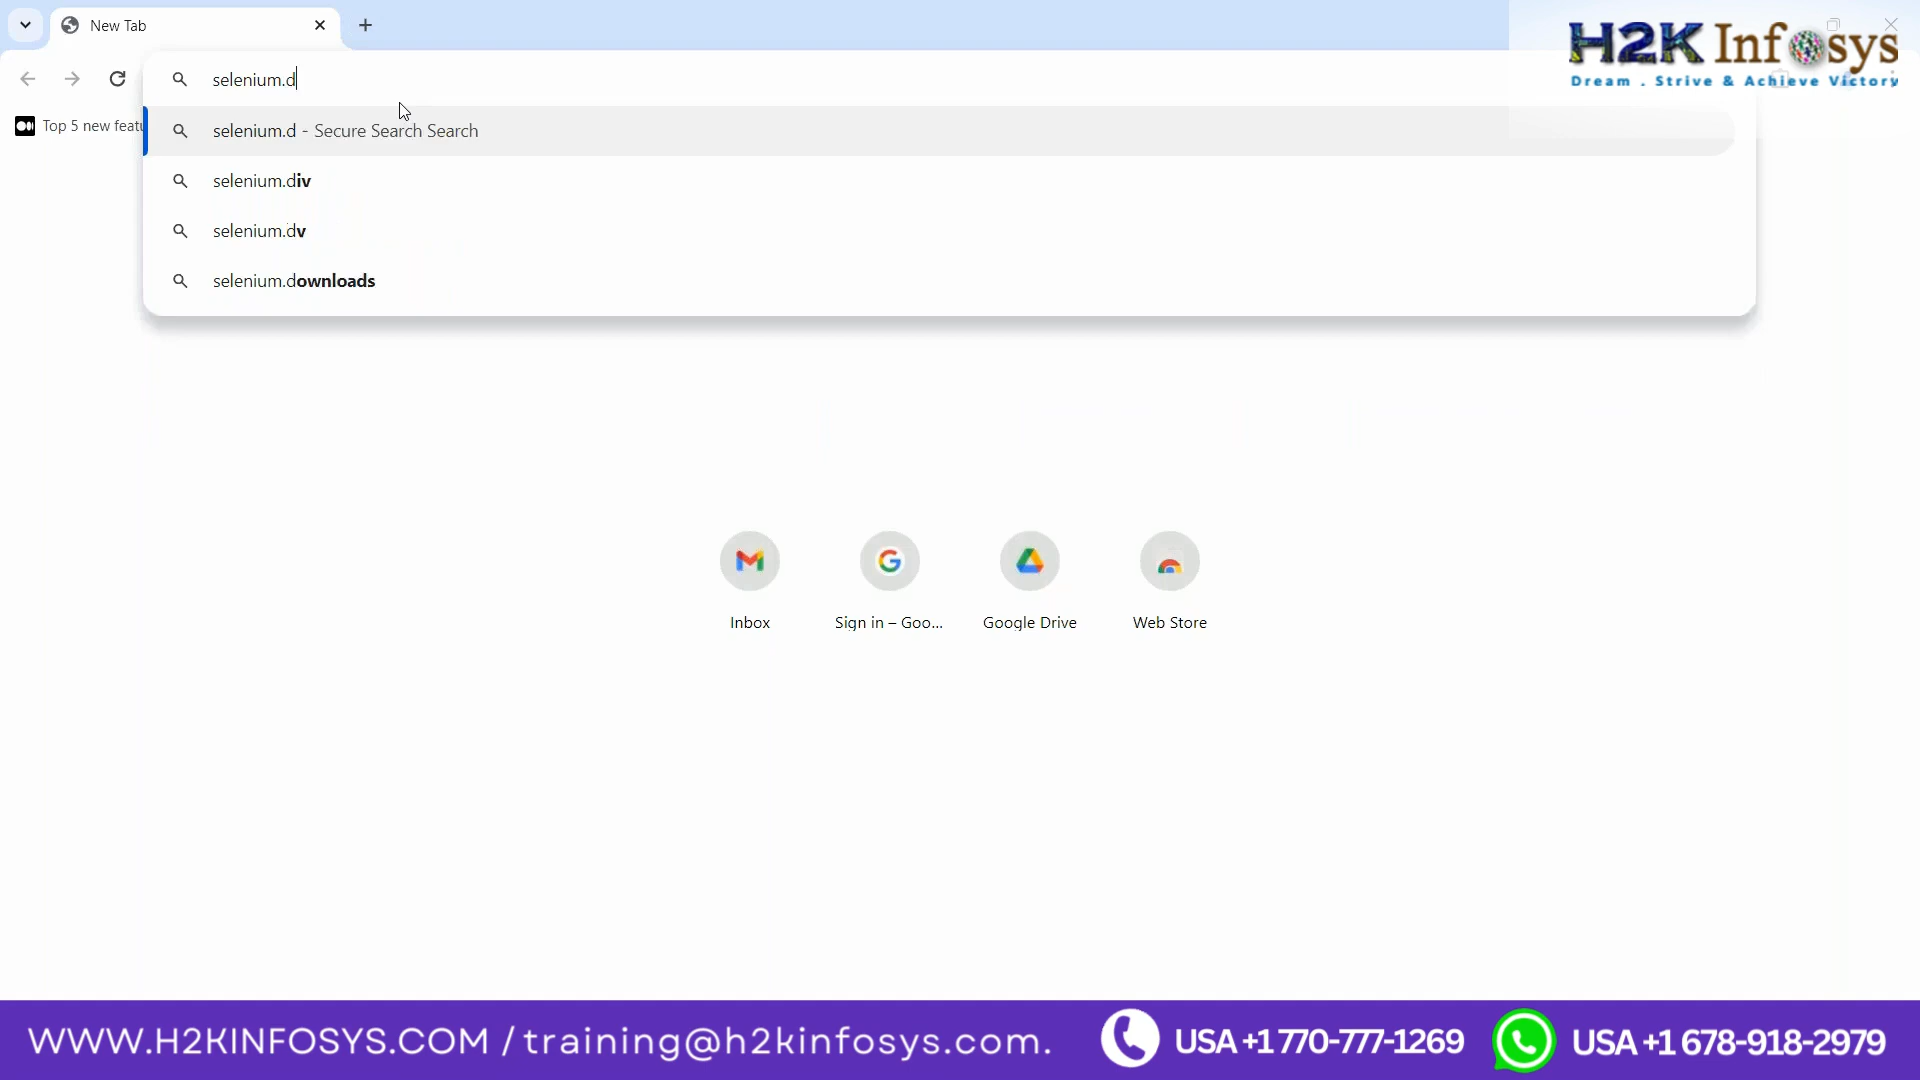 New Tab
H2K Infosys
Dream . Strive & Achieve Victory
selenium.d
Top 5 new featu
selenium.d - Secure Search Search
selenium.div
selenium.dv
selenium.downloads
Inbox
Sign in – Goo...
Google Drive
Web Store
WWW.H2KINFOSYS.COM / training@h2kinfosys.com.
USA +1 770-777-1269
USA +1 678-918-2979